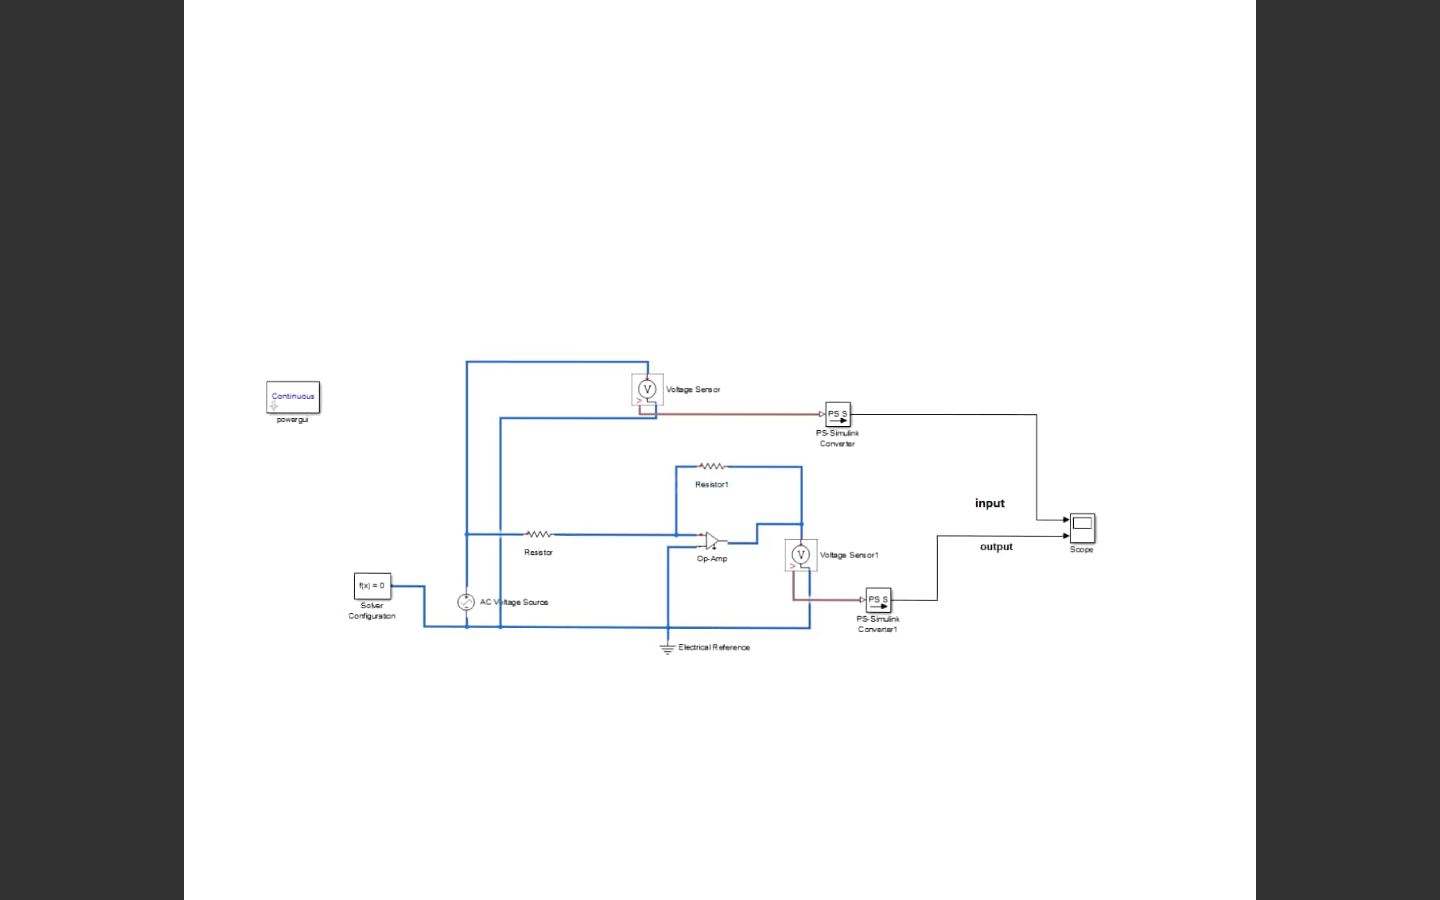 Continuous
powergui
V
Voltage Sensor
PS S
PS-Simulink
Converter
Resistor1
input
Resistor
Op-Amp
V
Voltage Sensor1
output
Scope
f(x) = 0
Solver
Configuration
AC Voltage Source
PS S
PS-Simulink
Converter1
Electrical Reference